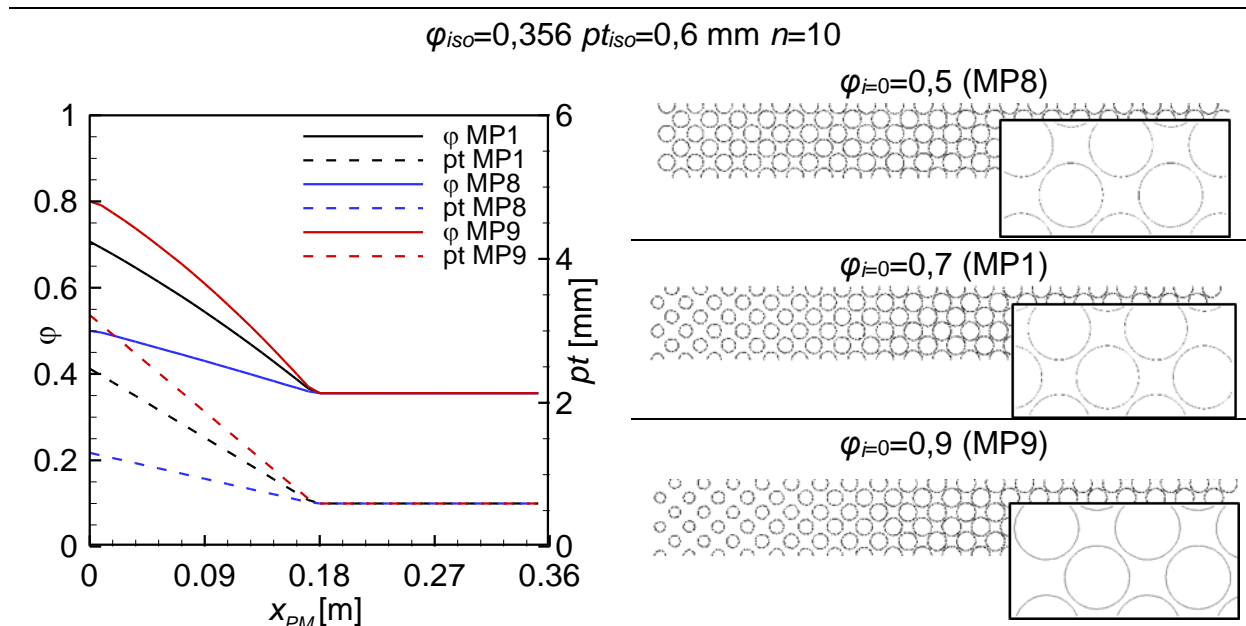 φiso=0,356 ptiso=0,6 mm n=10
φ
1
0.8
0.6
0.4
0.2
0
φ MP1
pt MP1
φ MP8
pt MP8
φ MP9
pt MP9
6
4
2
0
pt [mm]
0
0.09
0.18
0.27
0.36
xPM [m]
φi=0=0,5 (MP8)
φi=0=0,7 (MP1)
φi=0=0,9 (MP9)